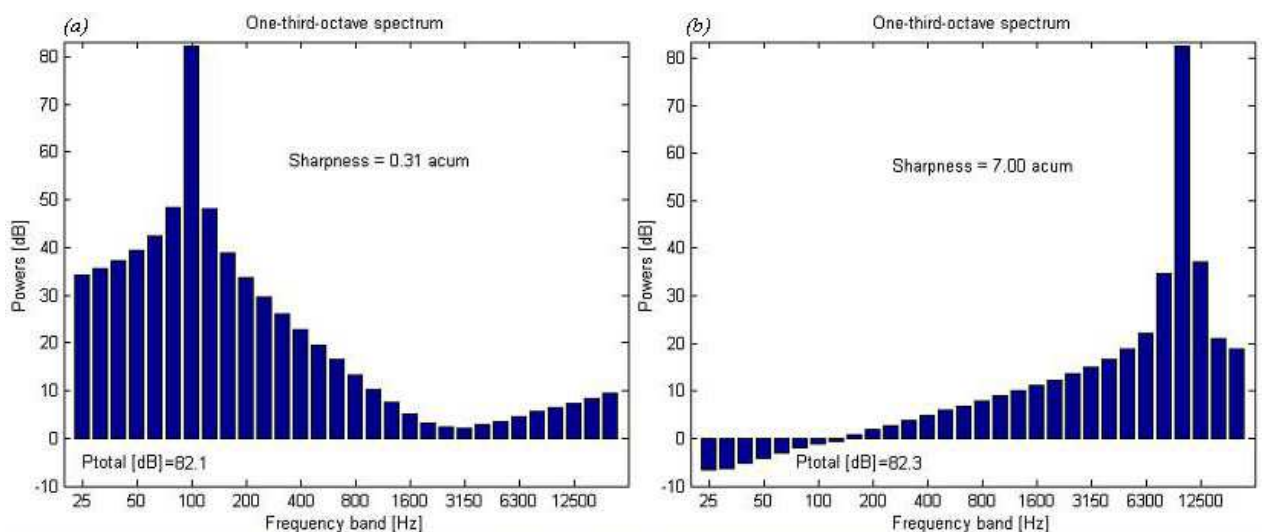 (a)
One-third-octave spectrum
80
70
60
50
40
30
20
10
0
-10
Powers [dB]
Sharpness = 0.31 acum
Ptotal [dB]=82.1
25 50 100 200 400 800 1600 3150 6300 12500
Frequency band [Hz]
(b)
One-third-octave spectrum
80
70
60
50
40
30
20
10
0
-10
Powers [dB]
Sharpness = 7.00 acum
Ptotal [dB]=82.3
25 50 100 200 400 800 1600 3150 6300 12500
Frequency band [Hz]